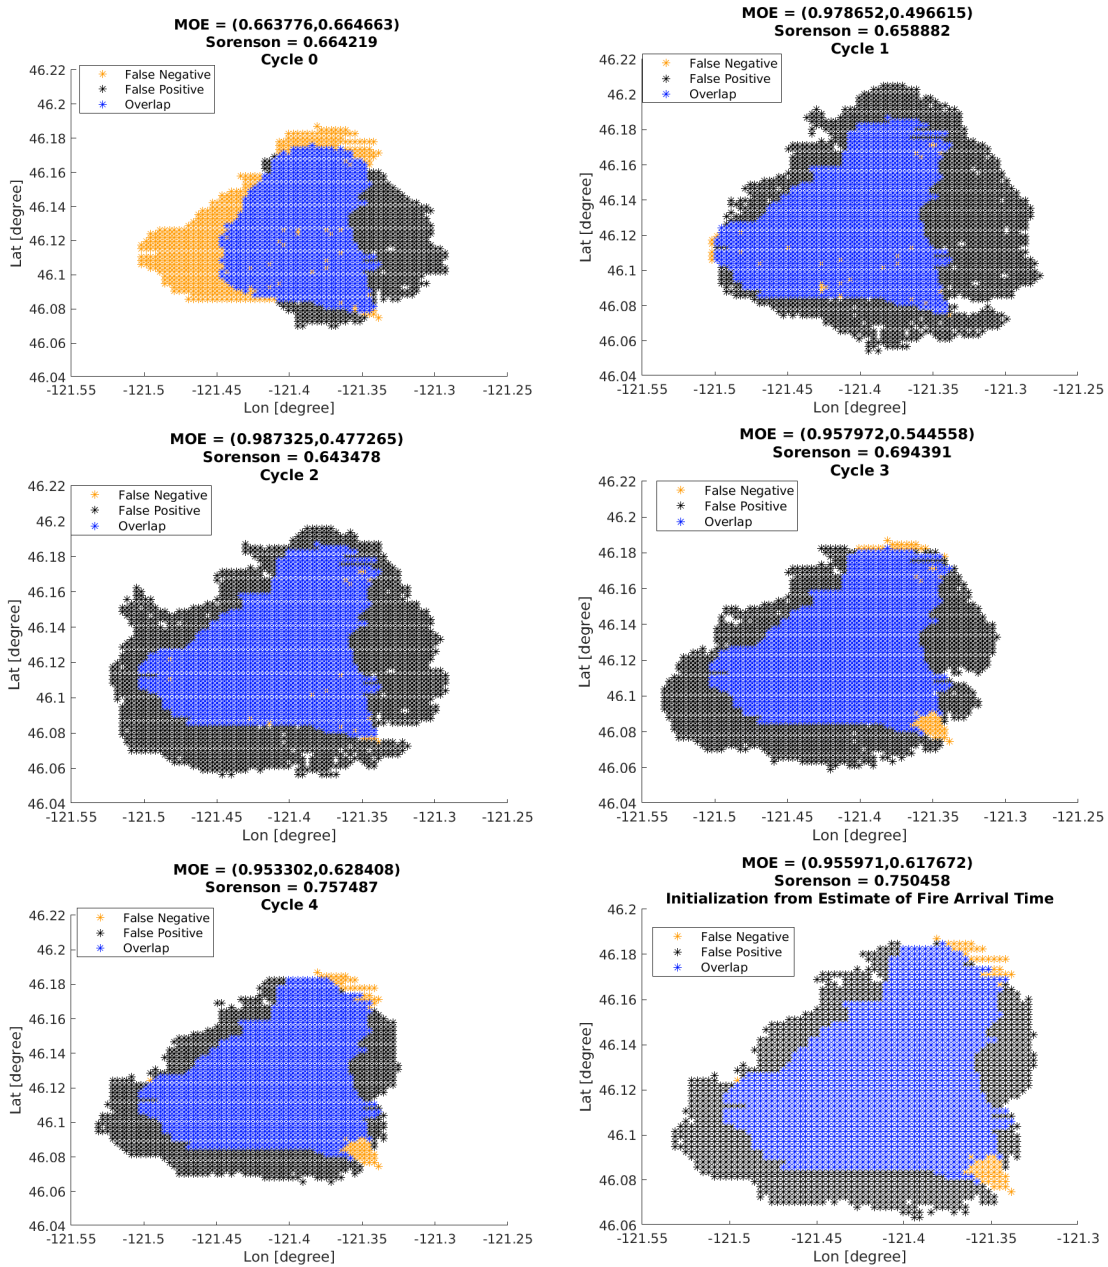 MOE = (0.663776,0.664663)
Sorenson = 0.664219
Cycle 0
False Negative
False Positive
Overlap
46.22
46.2
46.18
46.16
46.14
46.12
46.1
46.08
46.06
46.04
Lat [degree]
-121.55 -121.5 -121.45 -121.4 -121.35 -121.3 -121.25
Lon [degree]
MOE = (0.978652,0.496615)
Sorenson = 0.658882
Cycle 1
False Negative
False Positive
Overlap
46.22
46.2
46.18
46.16
46.14
46.12
46.1
46.08
46.06
46.04
Lat [degree]
-121.55 -121.5 -121.45 -121.4 -121.35 -121.3 -121.25
Lon [degree]
MOE = (0.987325,0.477265)
Sorenson = 0.643478
Cycle 2
False Negative
False Positive
Overlap
46.22
46.2
46.18
46.16
46.14
46.12
46.1
46.08
46.06
46.04
Lat [degree]
-121.55 -121.5 -121.45 -121.4 -121.35 -121.3 -121.25
Lon [degree]
MOE = (0.957972,0.544558)
Sorenson = 0.694391
Cycle 3
False Negative
False Positive
Overlap
46.22
46.2
46.18
46.16
46.14
46.12
46.1
46.08
46.06
46.04
Lat [degree]
-121.55 -121.5 -121.45 -121.4 -121.35 -121.3 -121.25
Lon [degree]
MOE = (0.953302,0.628408)
Sorenson = 0.757487
Cycle 4
False Negative
False Positive
Overlap
46.22
46.2
46.18
46.16
46.14
46.12
46.1
46.08
46.06
46.04
Lat [degree]
-121.55 -121.5 -121.45 -121.4 -121.35 -121.3 -121.25
Lon [degree]
MOE = (0.955971,0.617672)
Sorenson = 0.750458
Initialization from Estimate of Fire Arrival Time
False Negative
False Positive
Overlap
46.2
46.18
46.16
46.14
46.12
46.1
46.08
46.06
Lat [degree]
-121.55 -121.5 -121.45 -121.4 -121.35 -121.3
Lon [degree]